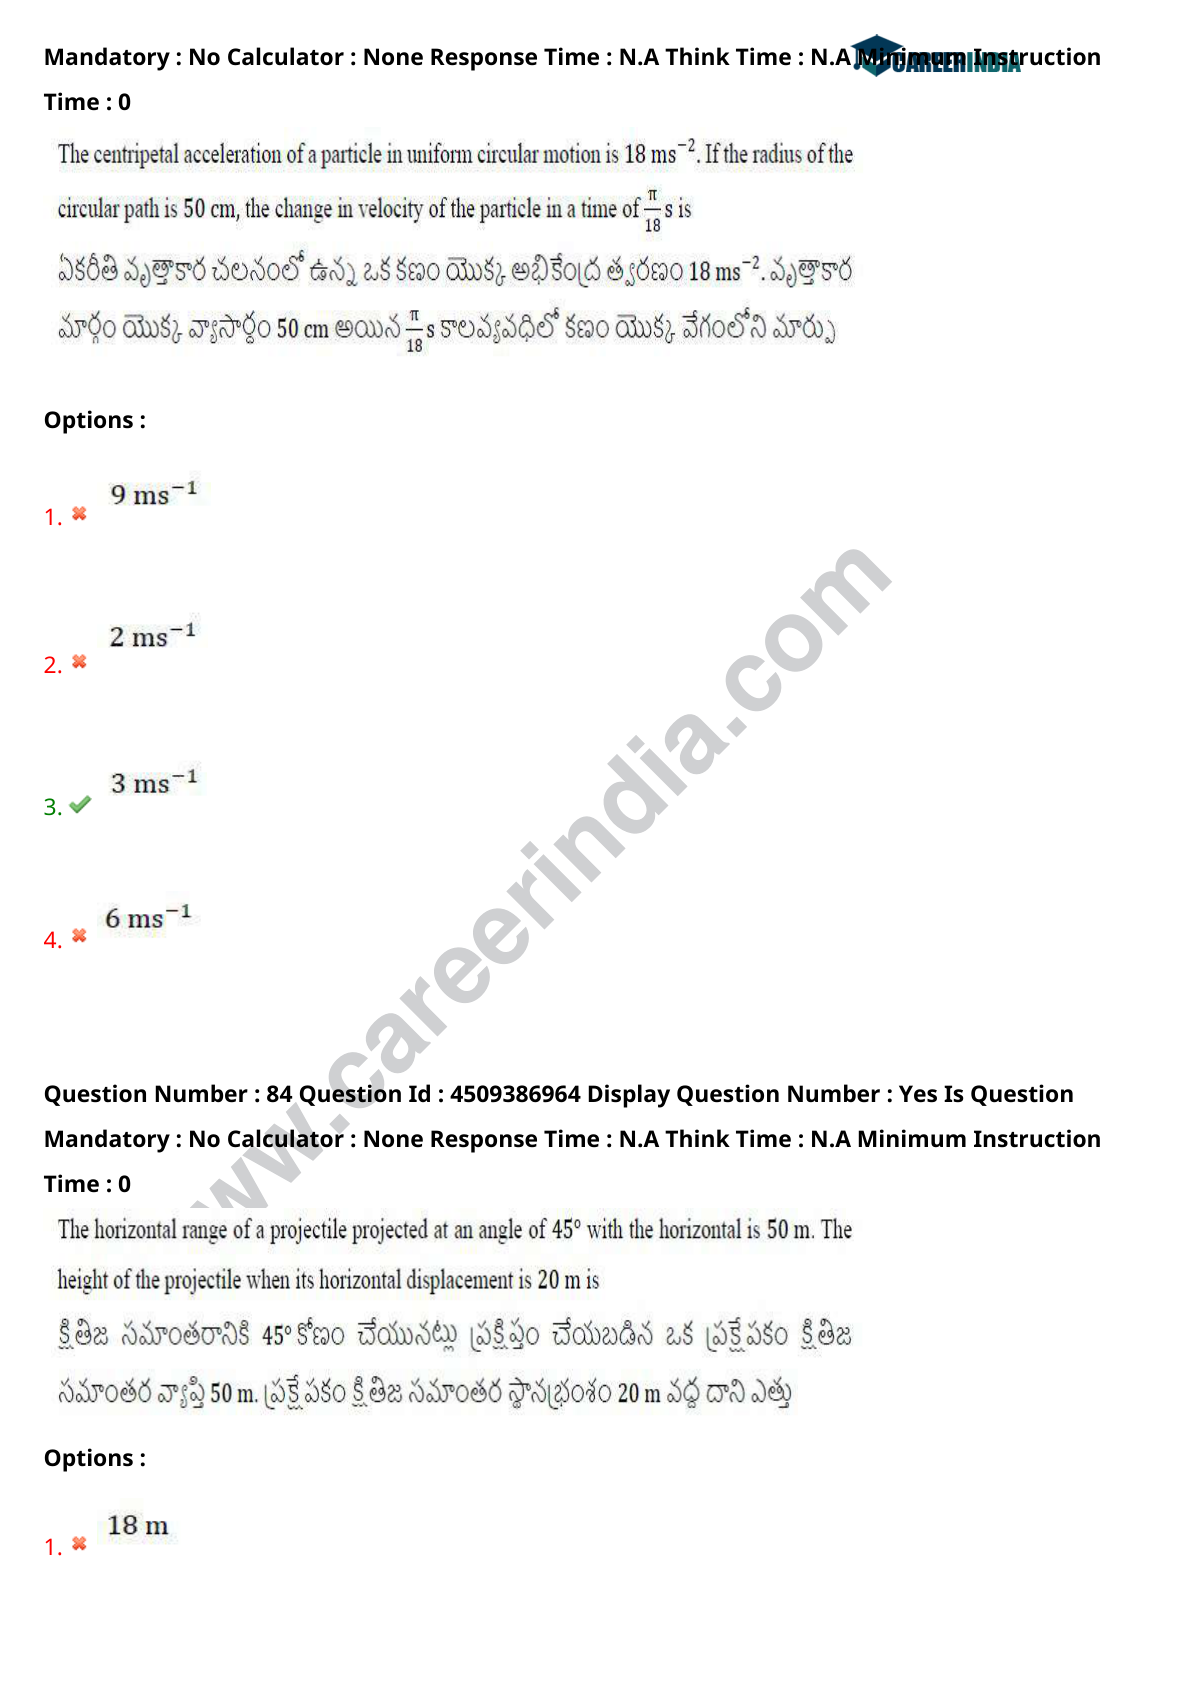 Mandatory : No Calculator : None Response Time : N.A Think Time : N.A Minimum Instruction
CAREERINDIA
Time : 0
The centripetal acceleration of a particle in uniform circular motion is 18 ms⁻². If the radius of the
circular path is 50 cm, the change in velocity of the particle in a time of π/18 s is
ఏకరీతి వృత్తాకార చలనంలో ఉన్న ఒక కణం యొక్క అభికేంద్ర త్వరణం 18 ms⁻². వృత్తాకార
మార్గం యొక్క వ్యాసార్ధం 50 cm అయిన π/18 s కాలవ్యవధిలో కణం యొక్క వేగంలోని మార్పు
Options :
1. 9 ms⁻¹
2. 2 ms⁻¹
3. 3 ms⁻¹
4. 6 ms⁻¹
www.careerindia.com
Question Number : 84 Question Id : 4509386964 Display Question Number : Yes Is Question
Mandatory : No Calculator : None Response Time : N.A Think Time : N.A Minimum Instruction
Time : 0
The horizontal range of a projectile projected at an angle of 45° with the horizontal is 50 m. The
height of the projectile when its horizontal displacement is 20 m is
క్షితిజ సమాంతరానికి 45° కోణం చేయునట్లు ప్రక్షిప్తం చేయబడిన ఒక ప్రక్షేపకం క్షితిజ
సమాంతర వ్యాప్తి 50 m. ప్రక్షేపకం క్షితిజ సమాంతర స్థానభ్రంశం 20 m వద్ద దాని ఎత్తు
Options :
1. 18 m